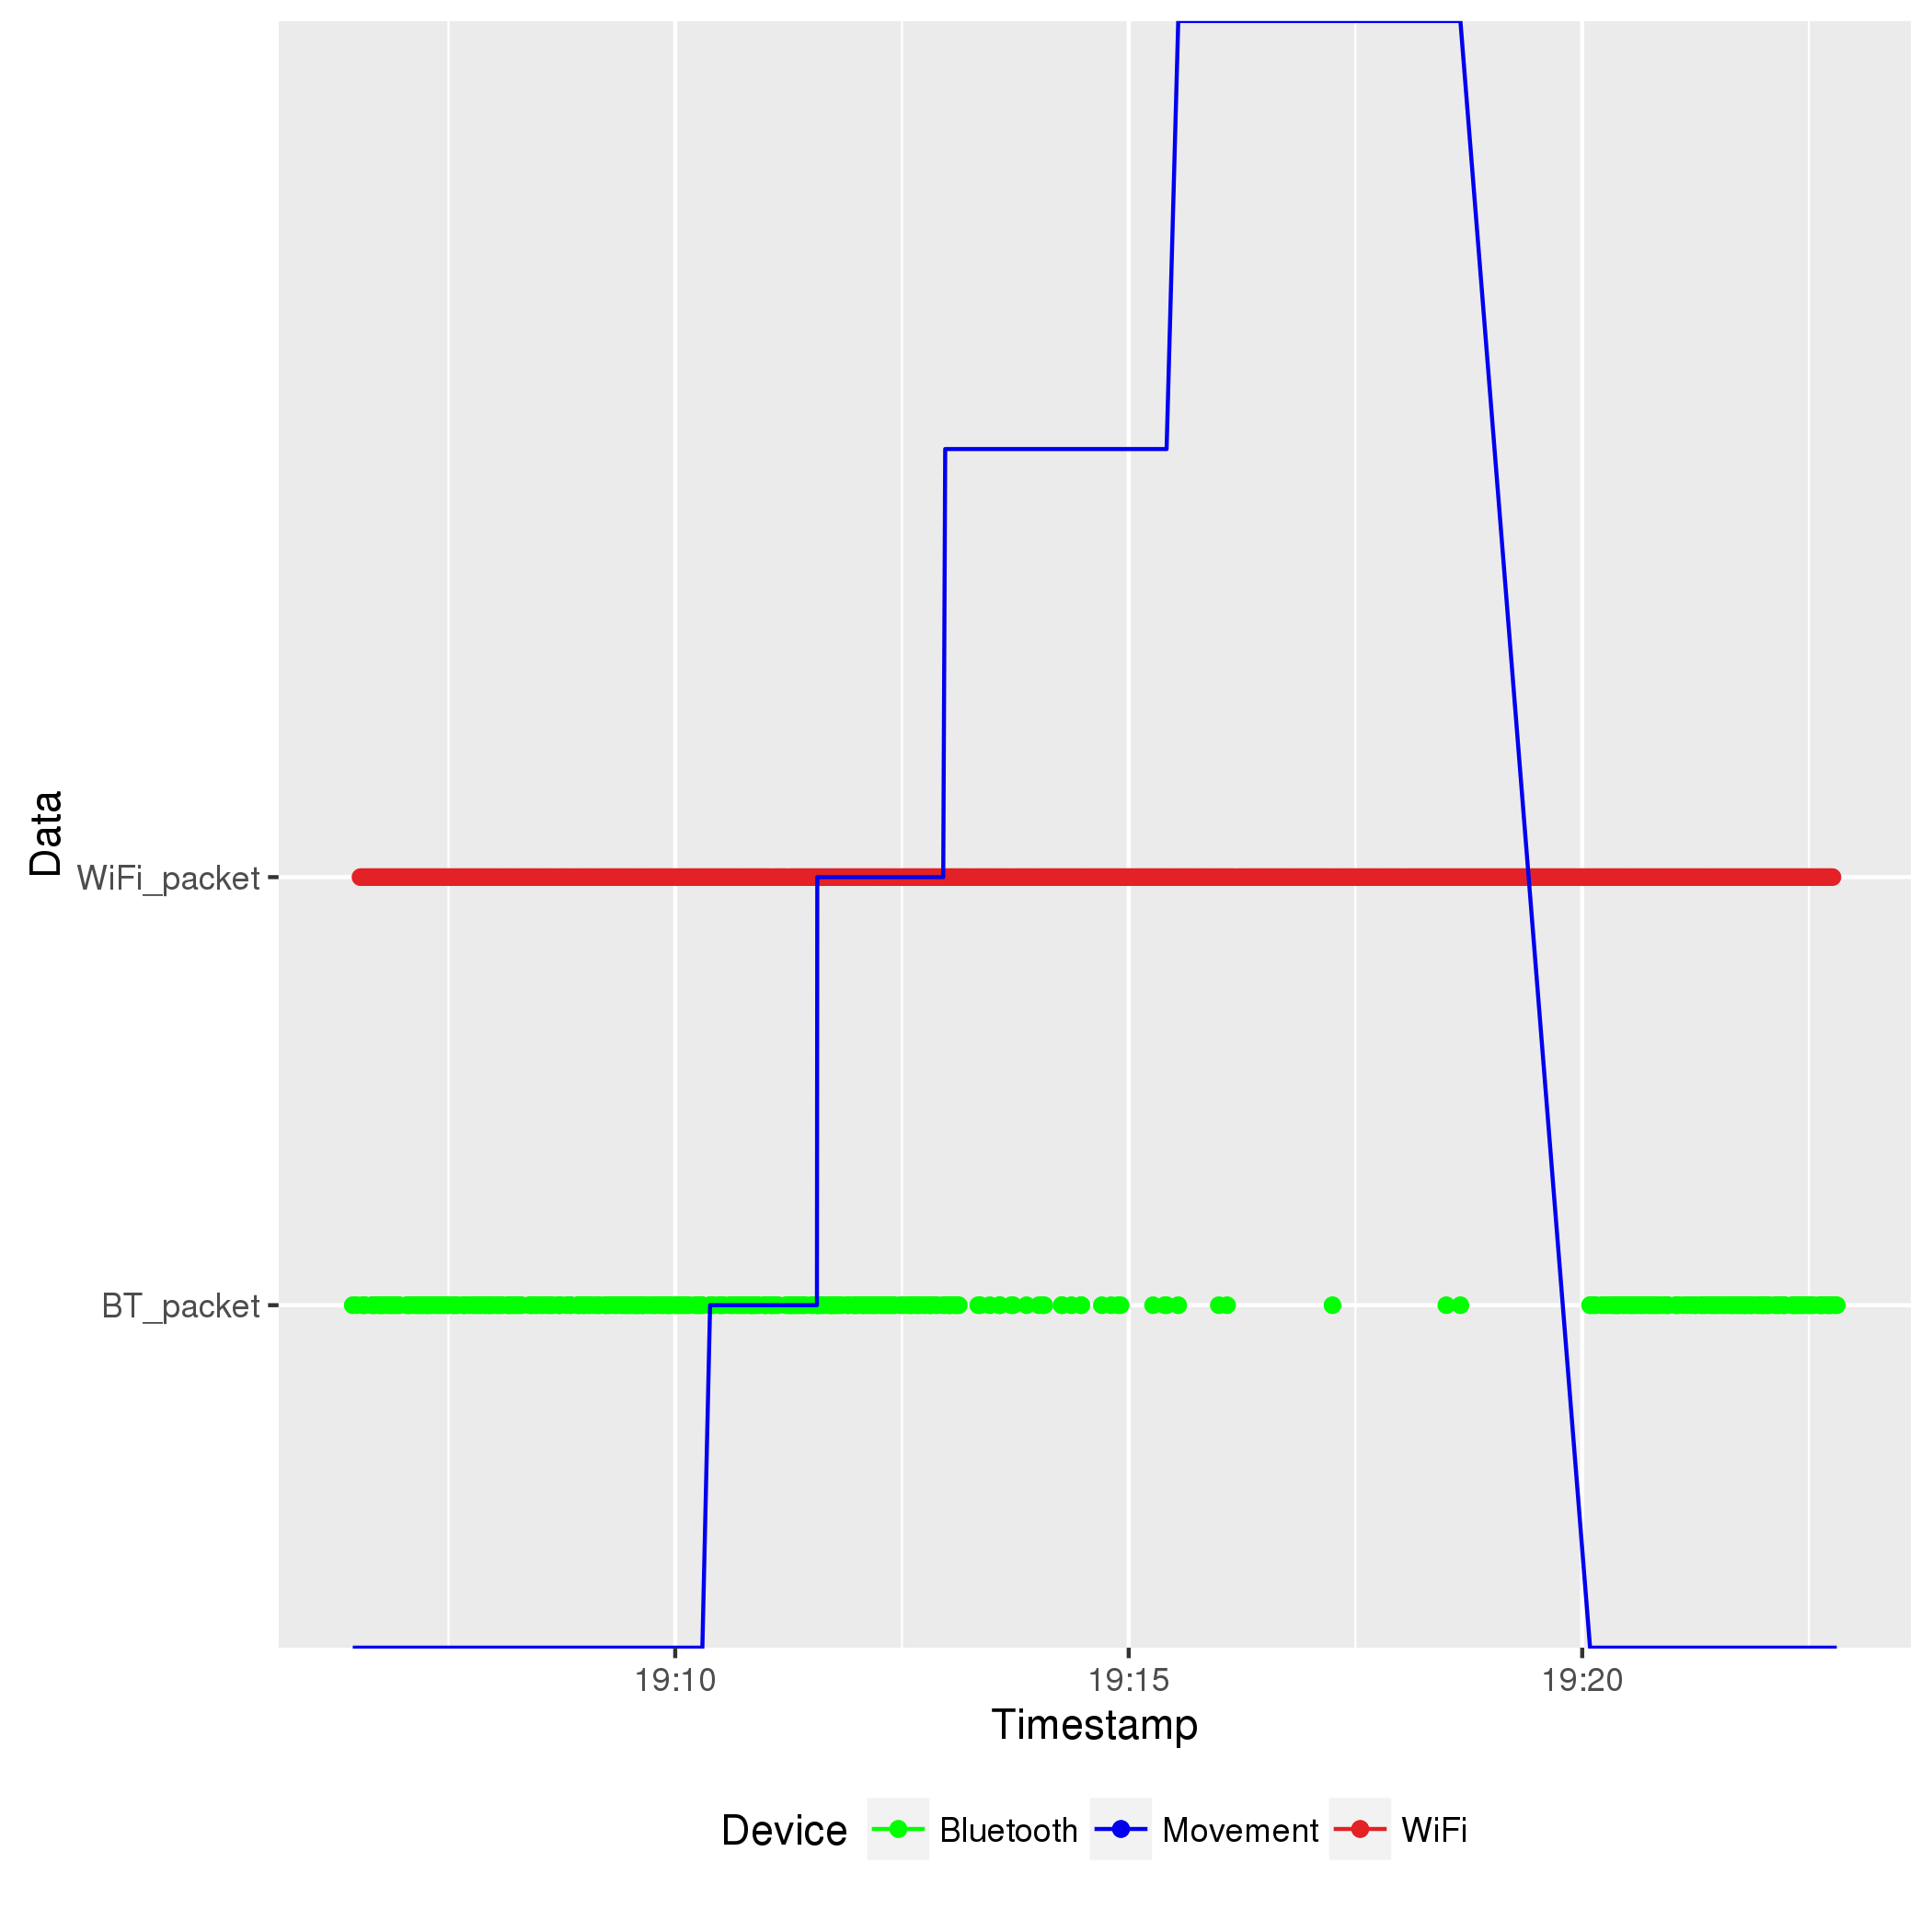 Data
WiFi_packet
BT_packet
19:10 19:15 19:20
Timestamp
Device Bluetooth Movement WiFi